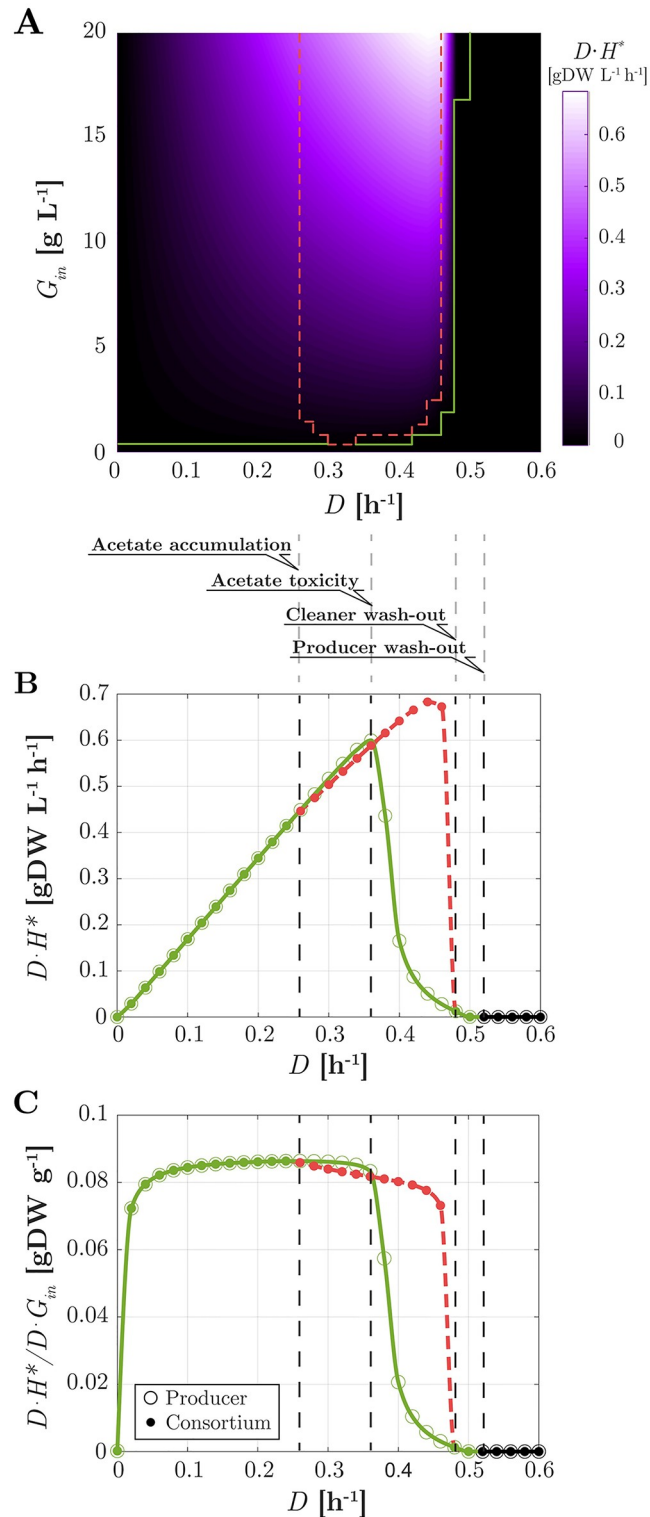 A
D·H*
[gDW L-1 h-1]
20
15
10
5
0
G_in [g L-1]
0.6
0.5
0.4
0.3
0.2
0.1
0
0 0.1 0.2 0.3 0.4 0.5 0.6
D [h-1]
Acetate accumulation
Acetate toxicity
Cleaner wash-out
Producer wash-out
B
0.7
0.6
0.5
0.4
0.3
0.2
0.1
0
D·H* [gDW L-1 h-1]
0 0.1 0.2 0.3 0.4 0.5 0.6
D [h-1]
C
0.1
0.08
0.06
0.04
0.02
0
D·H*/D·G_in [gDW g-1]
Producer
Consortium
0 0.1 0.2 0.3 0.4 0.5 0.6
D [h-1]